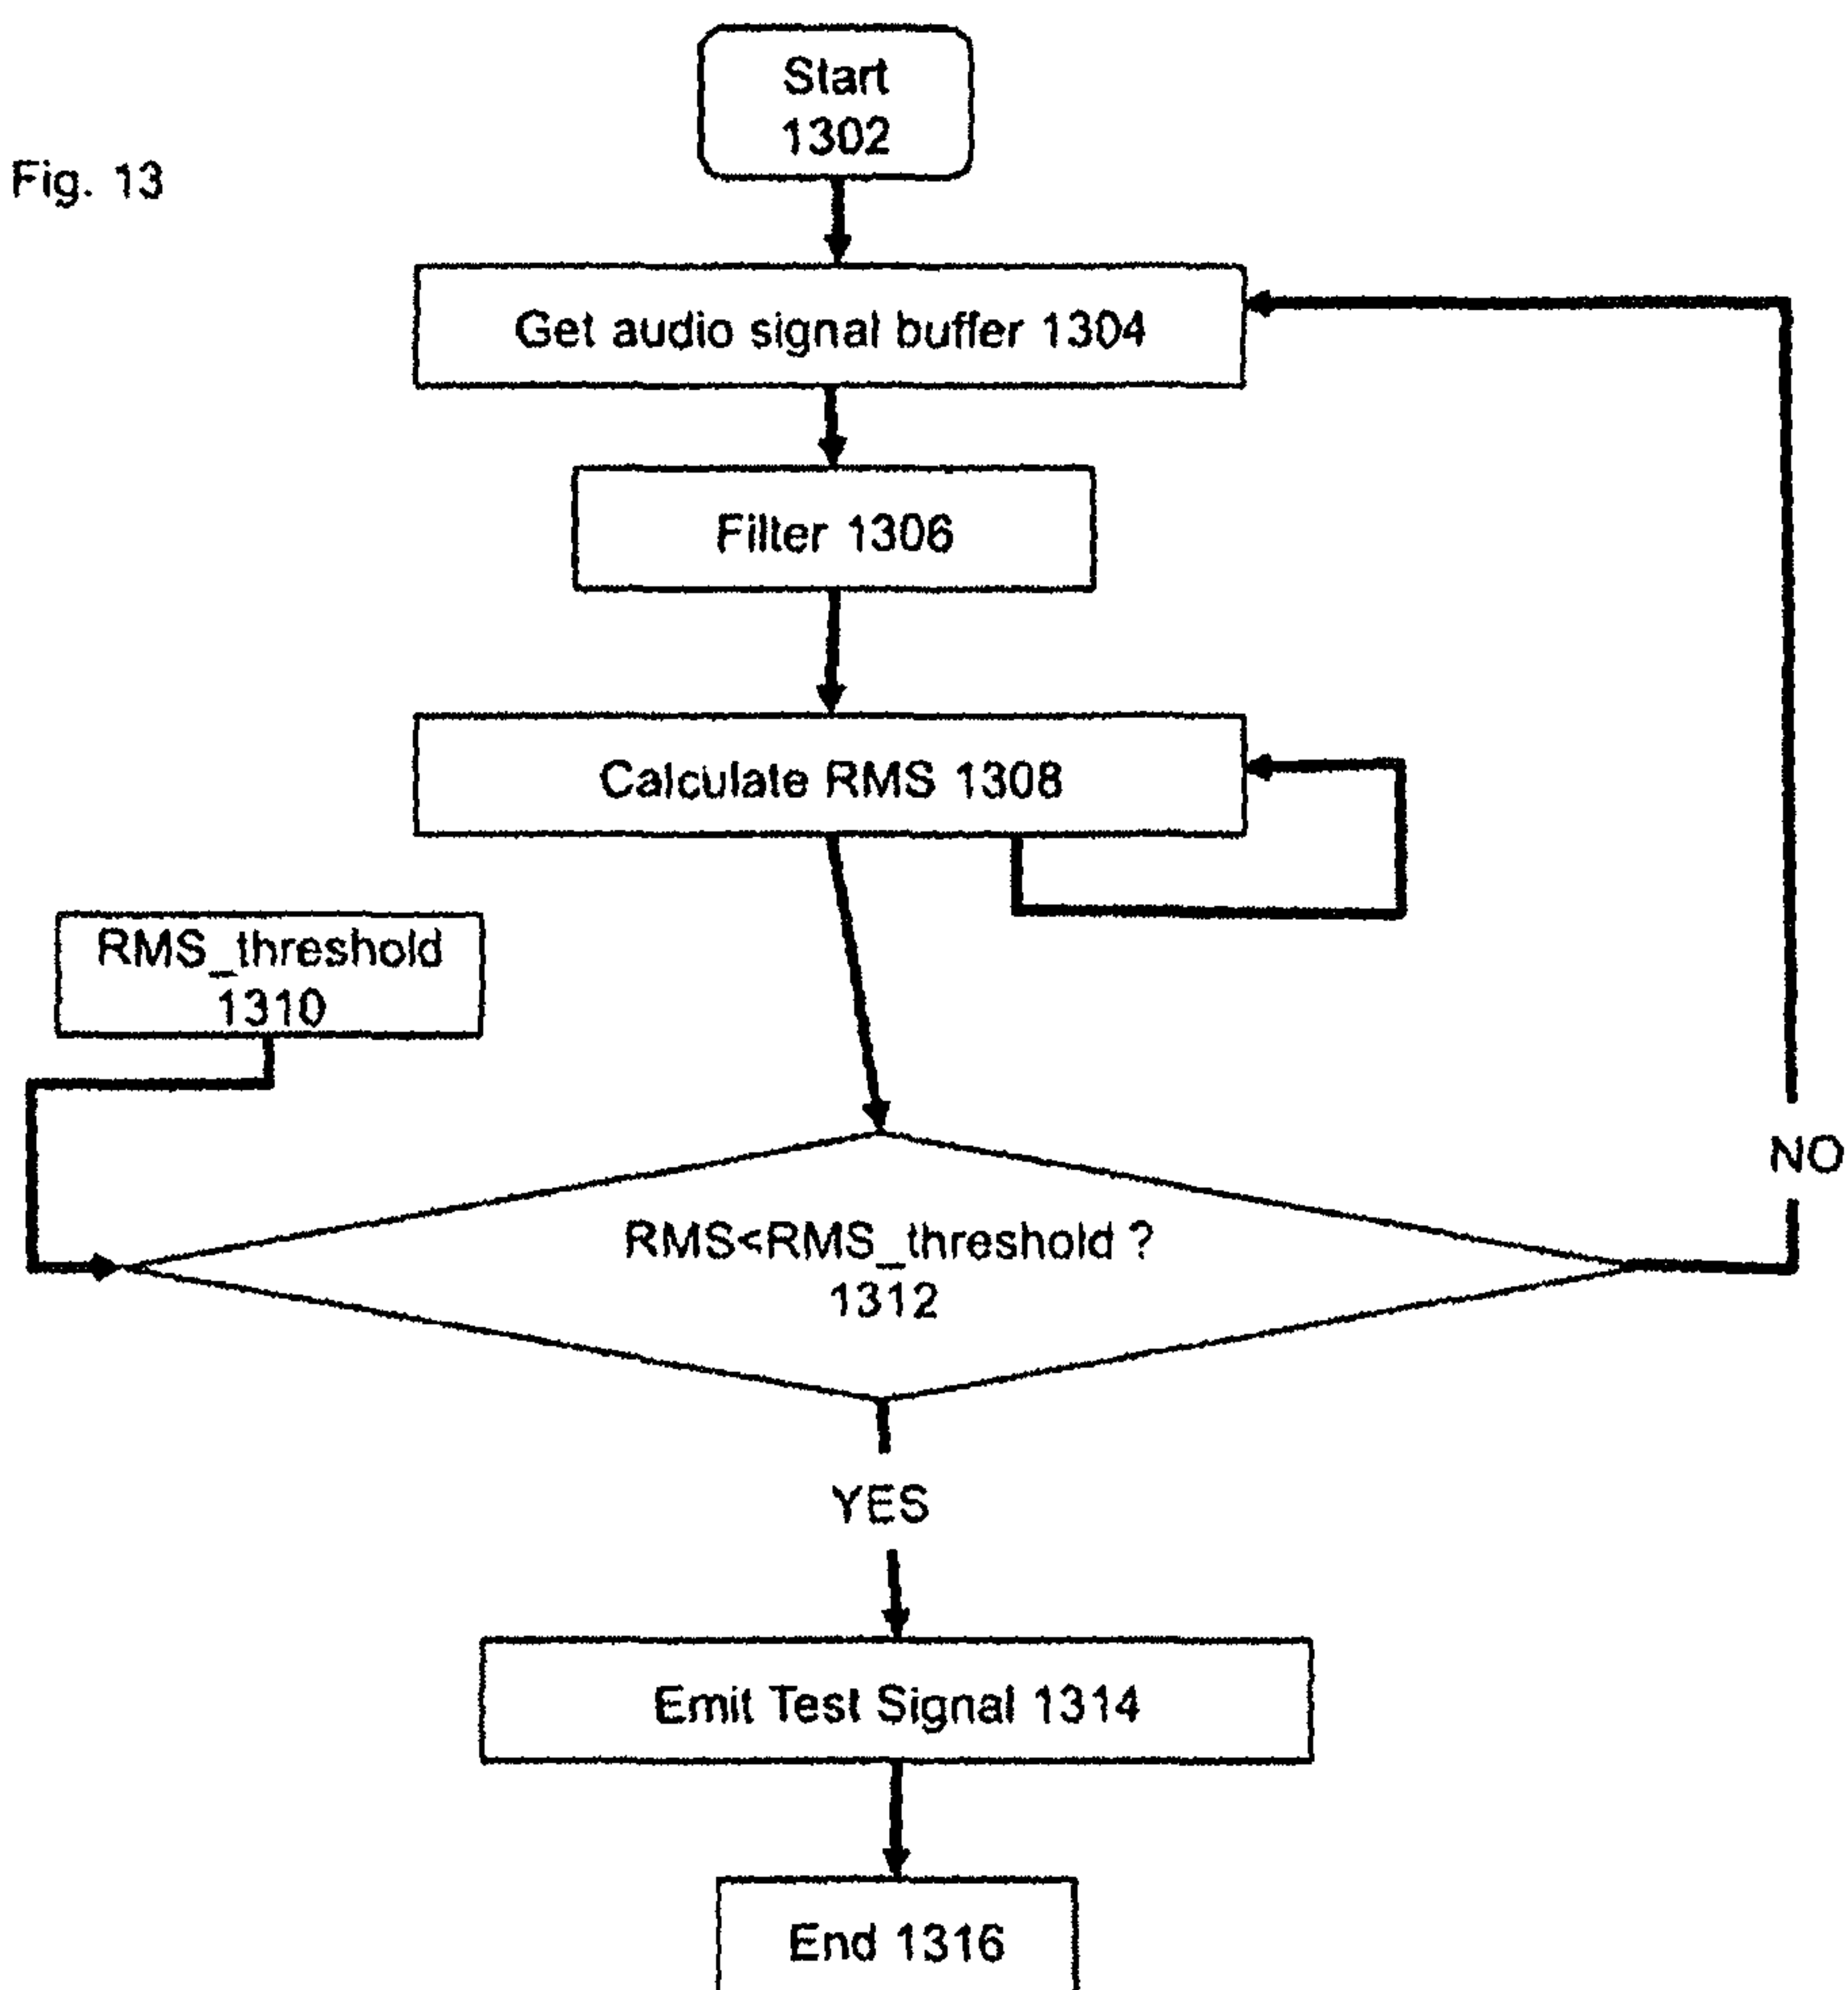 Start
1302
Fig. 13
Get audio signal buffer 1304
Filter 1306
Calculate RMS 1308
RMS_threshold
1310
NO
RMS<RMS_threshold ?
1312
YES
Emit Test Signal 1314
End 1316